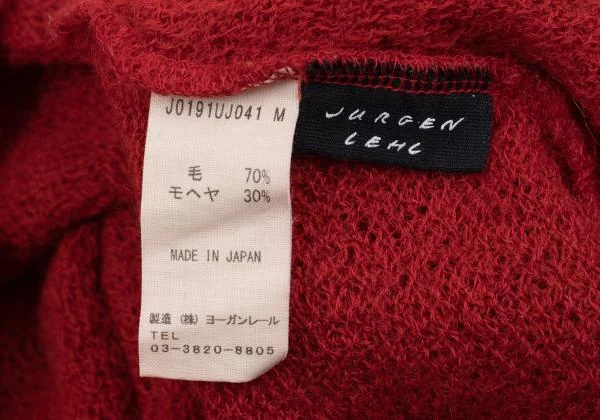 J0191UJ041 M
毛 70%
モヘヤ 30%
MADE IN JAPAN
製造 (株) ヨーガンレール
TEL
03-3820-8805
JURGEN
LEHL